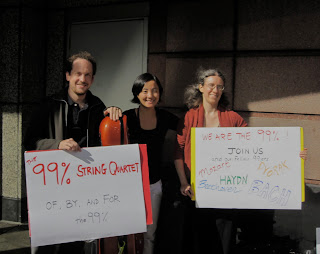 THE
99% STRING QUARTET
OF, BY, AND FOR
THE 99%
WE ARE THE 99%!
JOIN US
Mozart
DVORAK
HAYDN
Beethoven
BACH